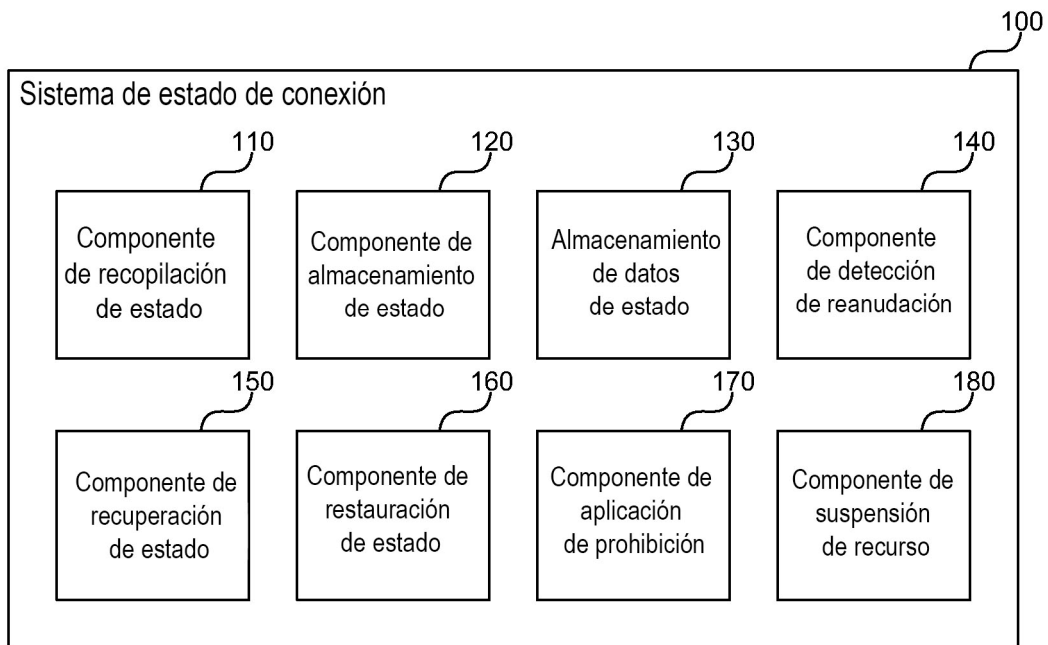 100
Sistema de estado de conexión
110
120
130
140
Componente
de recopilación
de estado
Componente de
almacenamiento
de estado
Almacenamiento
de datos
de estado
Componente
de detección
de reanudación
150
160
170
180
Componente de
recuperación
de estado
Componente de
restauración
de estado
Componente de
aplicación
de prohibición
Componente de
suspensión
de recurso